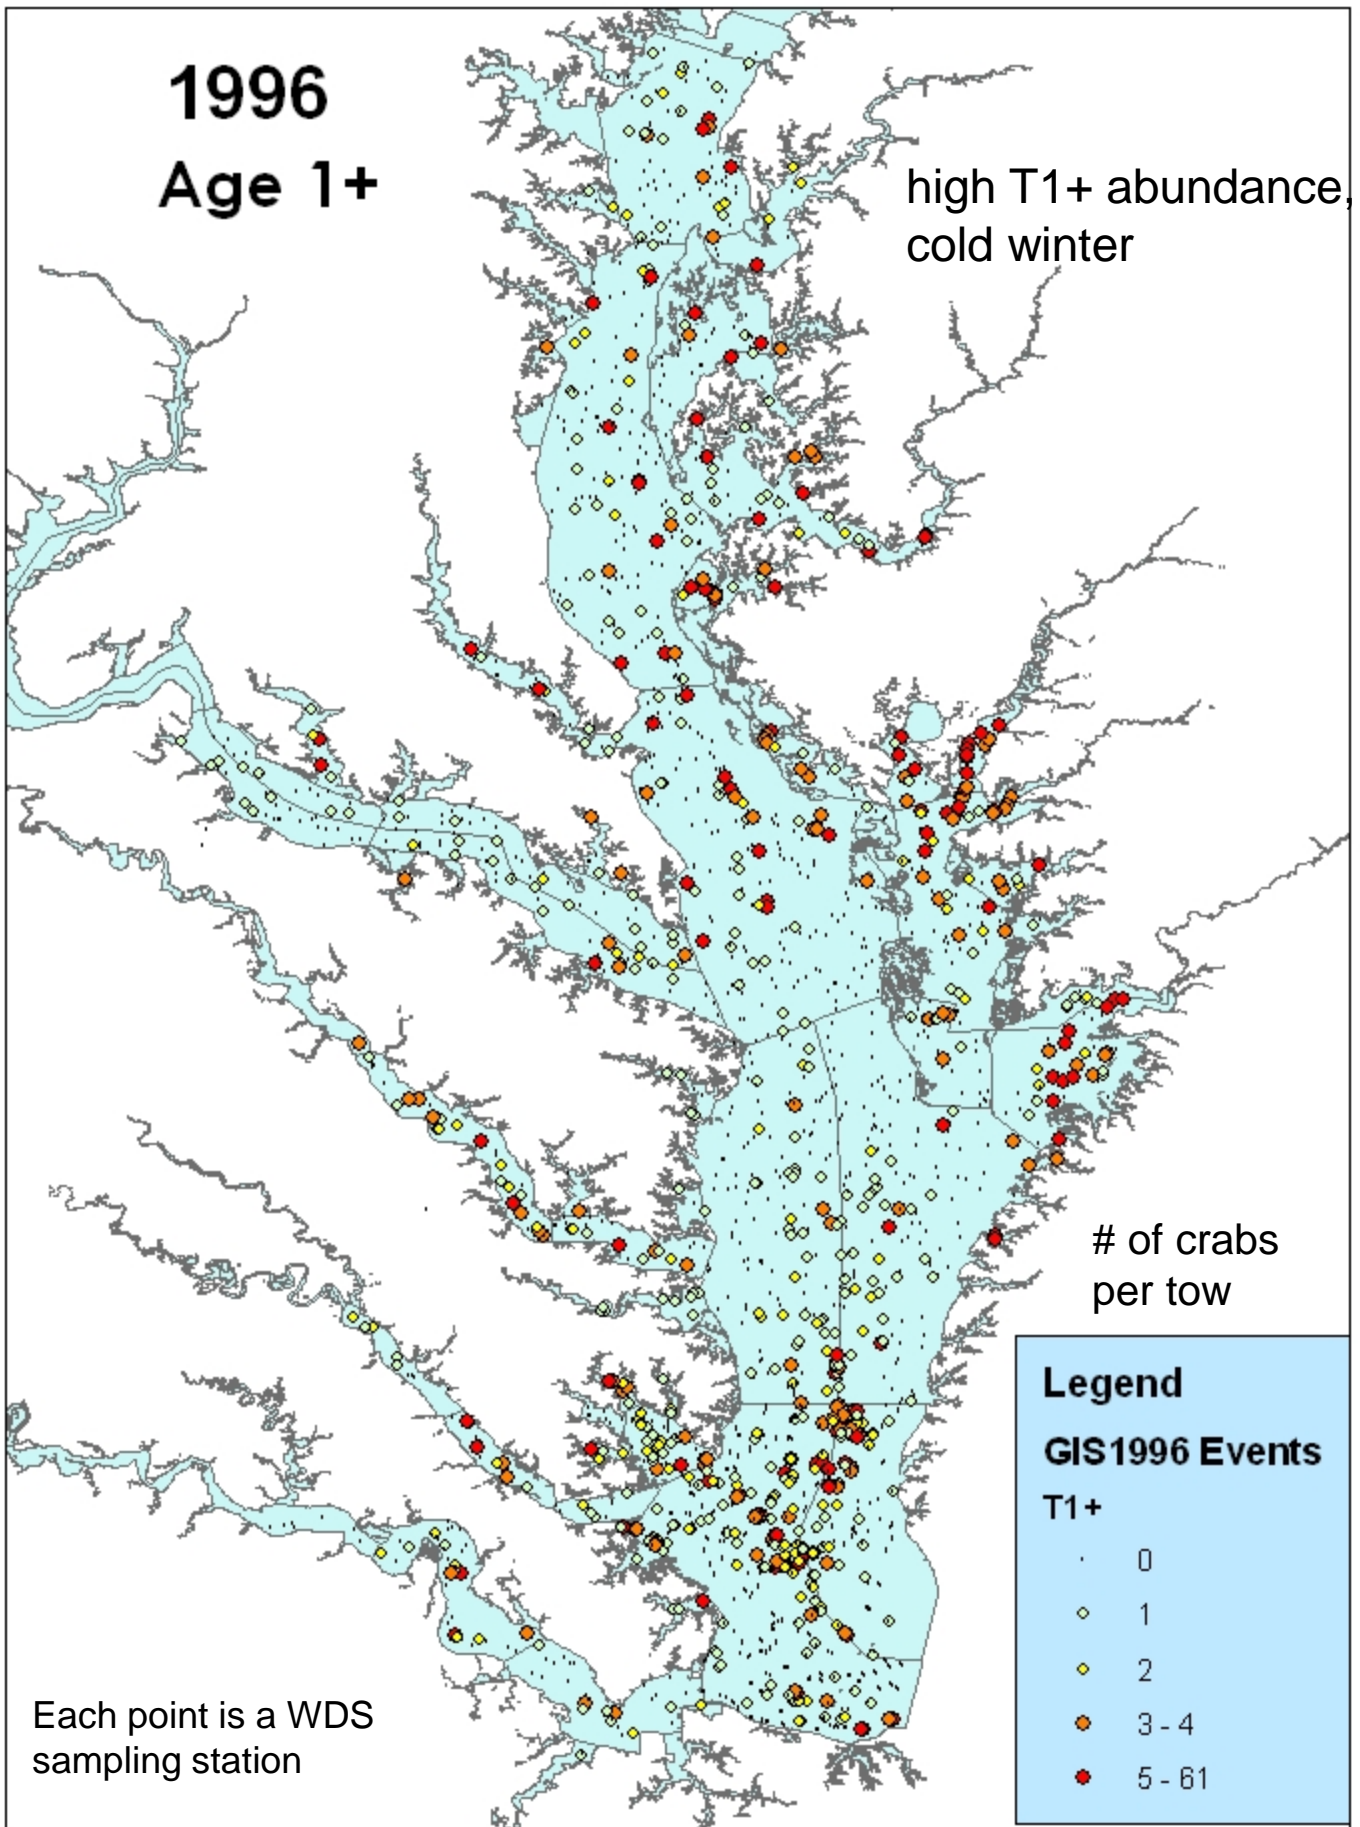 1996
Age 1+
high T1+ abundance,
cold winter
# of crabs
per tow
Legend
GIS1996 Events
T1+
0
1
2
3 - 4
5 - 61
Each point is a WDS
sampling station